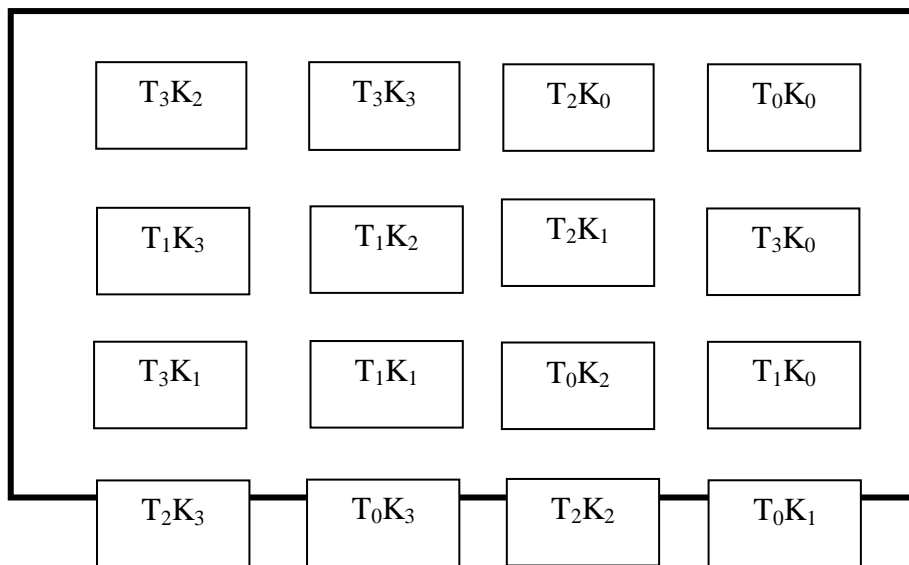 T₃K₂ T₃K₃ T₂K₀ T₀K₀
T₁K₃ T₁K₂ T₂K₁ T₃K₀
T₃K₁ T₁K₁ T₀K₂ T₁K₀
T₂K₃ T₀K₃ T₂K₂ T₀K₁